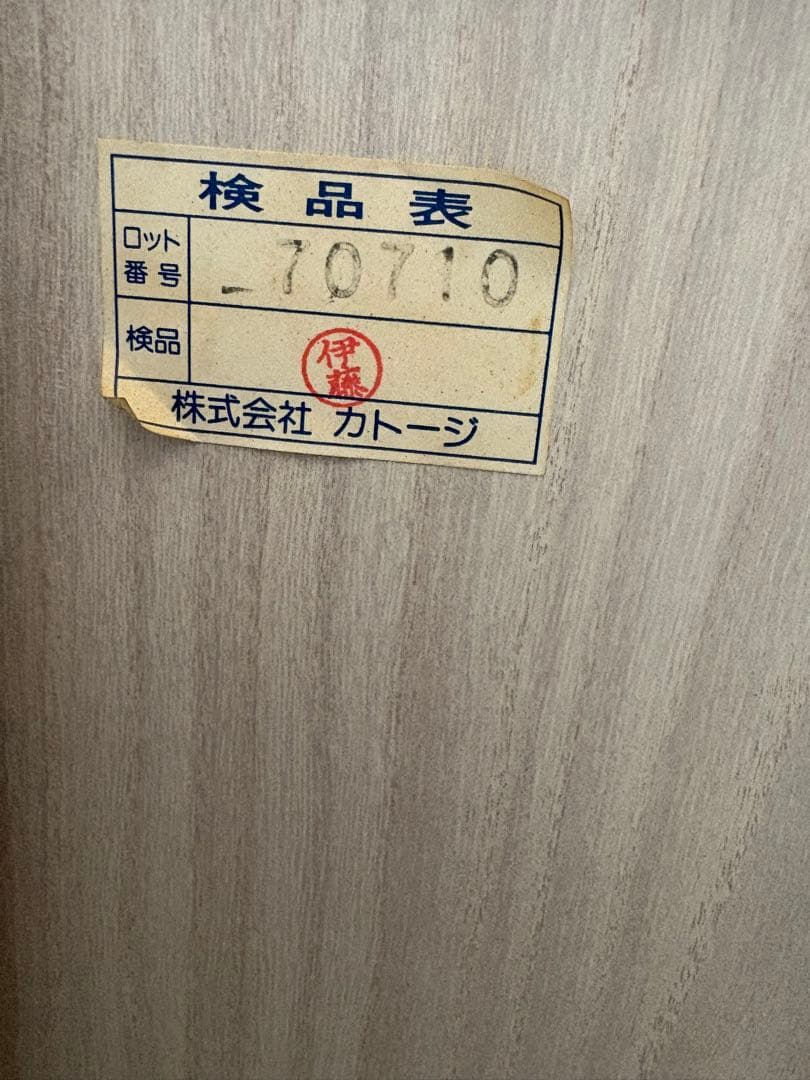 検品表
ロット番号 _70710
検品 伊藤
株式会社 カトージ